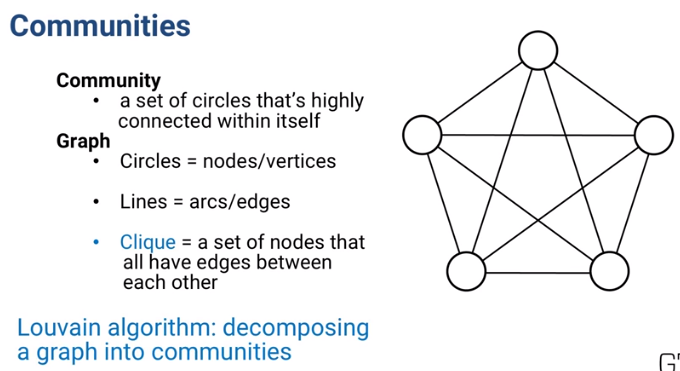 Communities
Community
• a set of circles that's highly
connected within itself
Graph
• Circles = nodes/vertices
• Lines = arcs/edges
• Clique = a set of nodes that
all have edges between
each other
Louvain algorithm: decomposing
a graph into communities